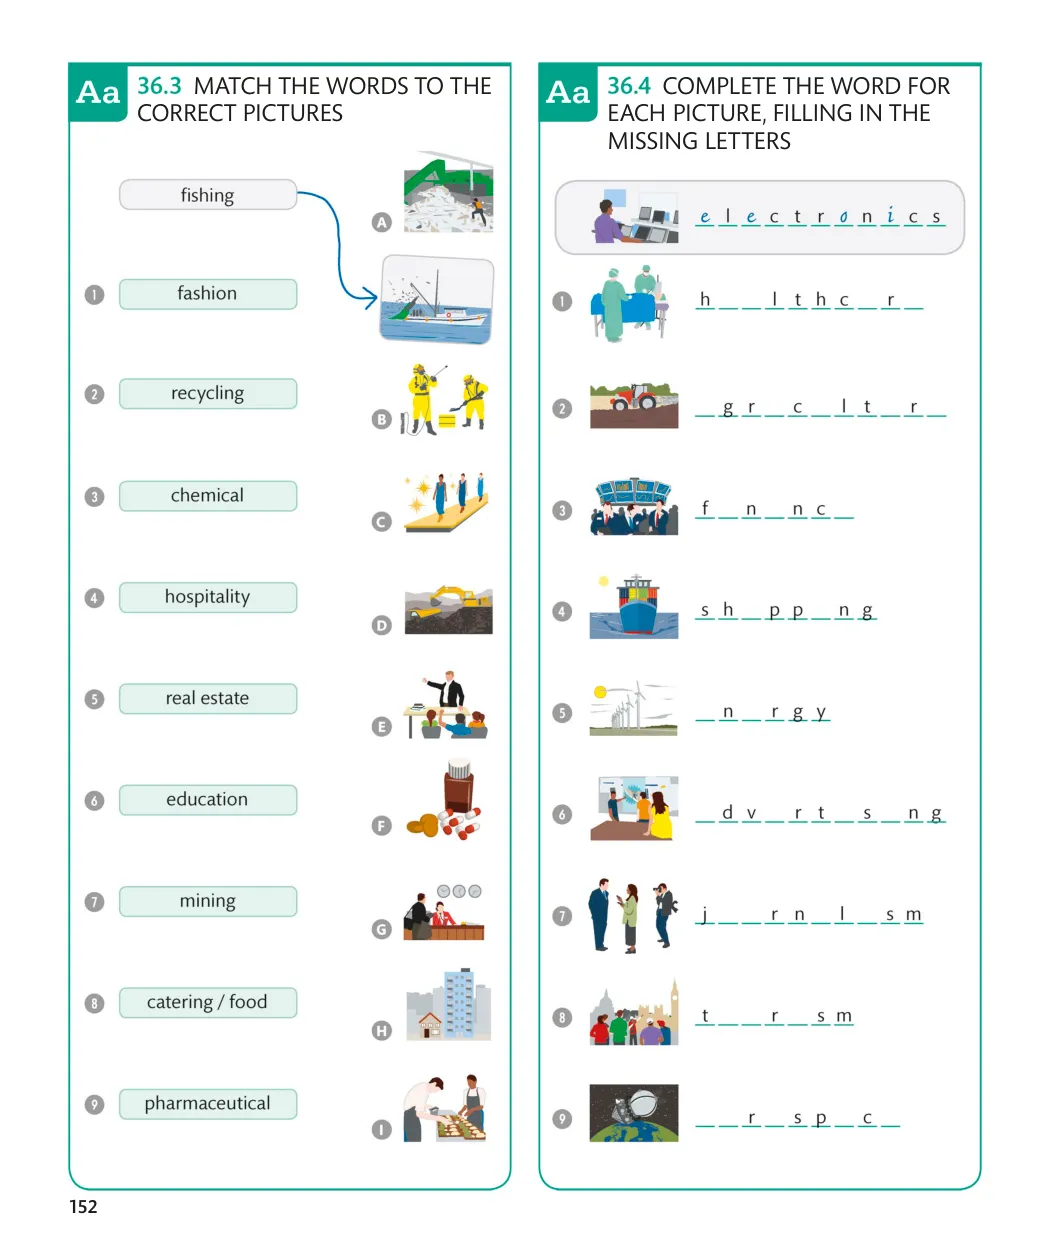 Aa
36.3 MATCH THE WORDS TO THE
CORRECT PICTURES
fishing
A
1 fashion
2 recycling
B
3 chemical
C
4 hospitality
D
5 real estate
E
6 education
F
7 mining
G
8 catering / food
H
9 pharmaceutical
I
Aa
36.4 COMPLETE THE WORD FOR
EACH PICTURE, FILLING IN THE
MISSING LETTERS
e l e c t r o n i c s
1 h _ _ l t h c _ r _
2 _ g r _ c _ l t _ r _
3 f _ n _ n c _
4 s h _ p p _ n g
5 _ n _ r g y
6 _ d v _ r t _ s _ n g
7 j _ _ r n _ l _ s m
8 t _ _ r _ s m
9 _ _ r _ s p _ c _
152